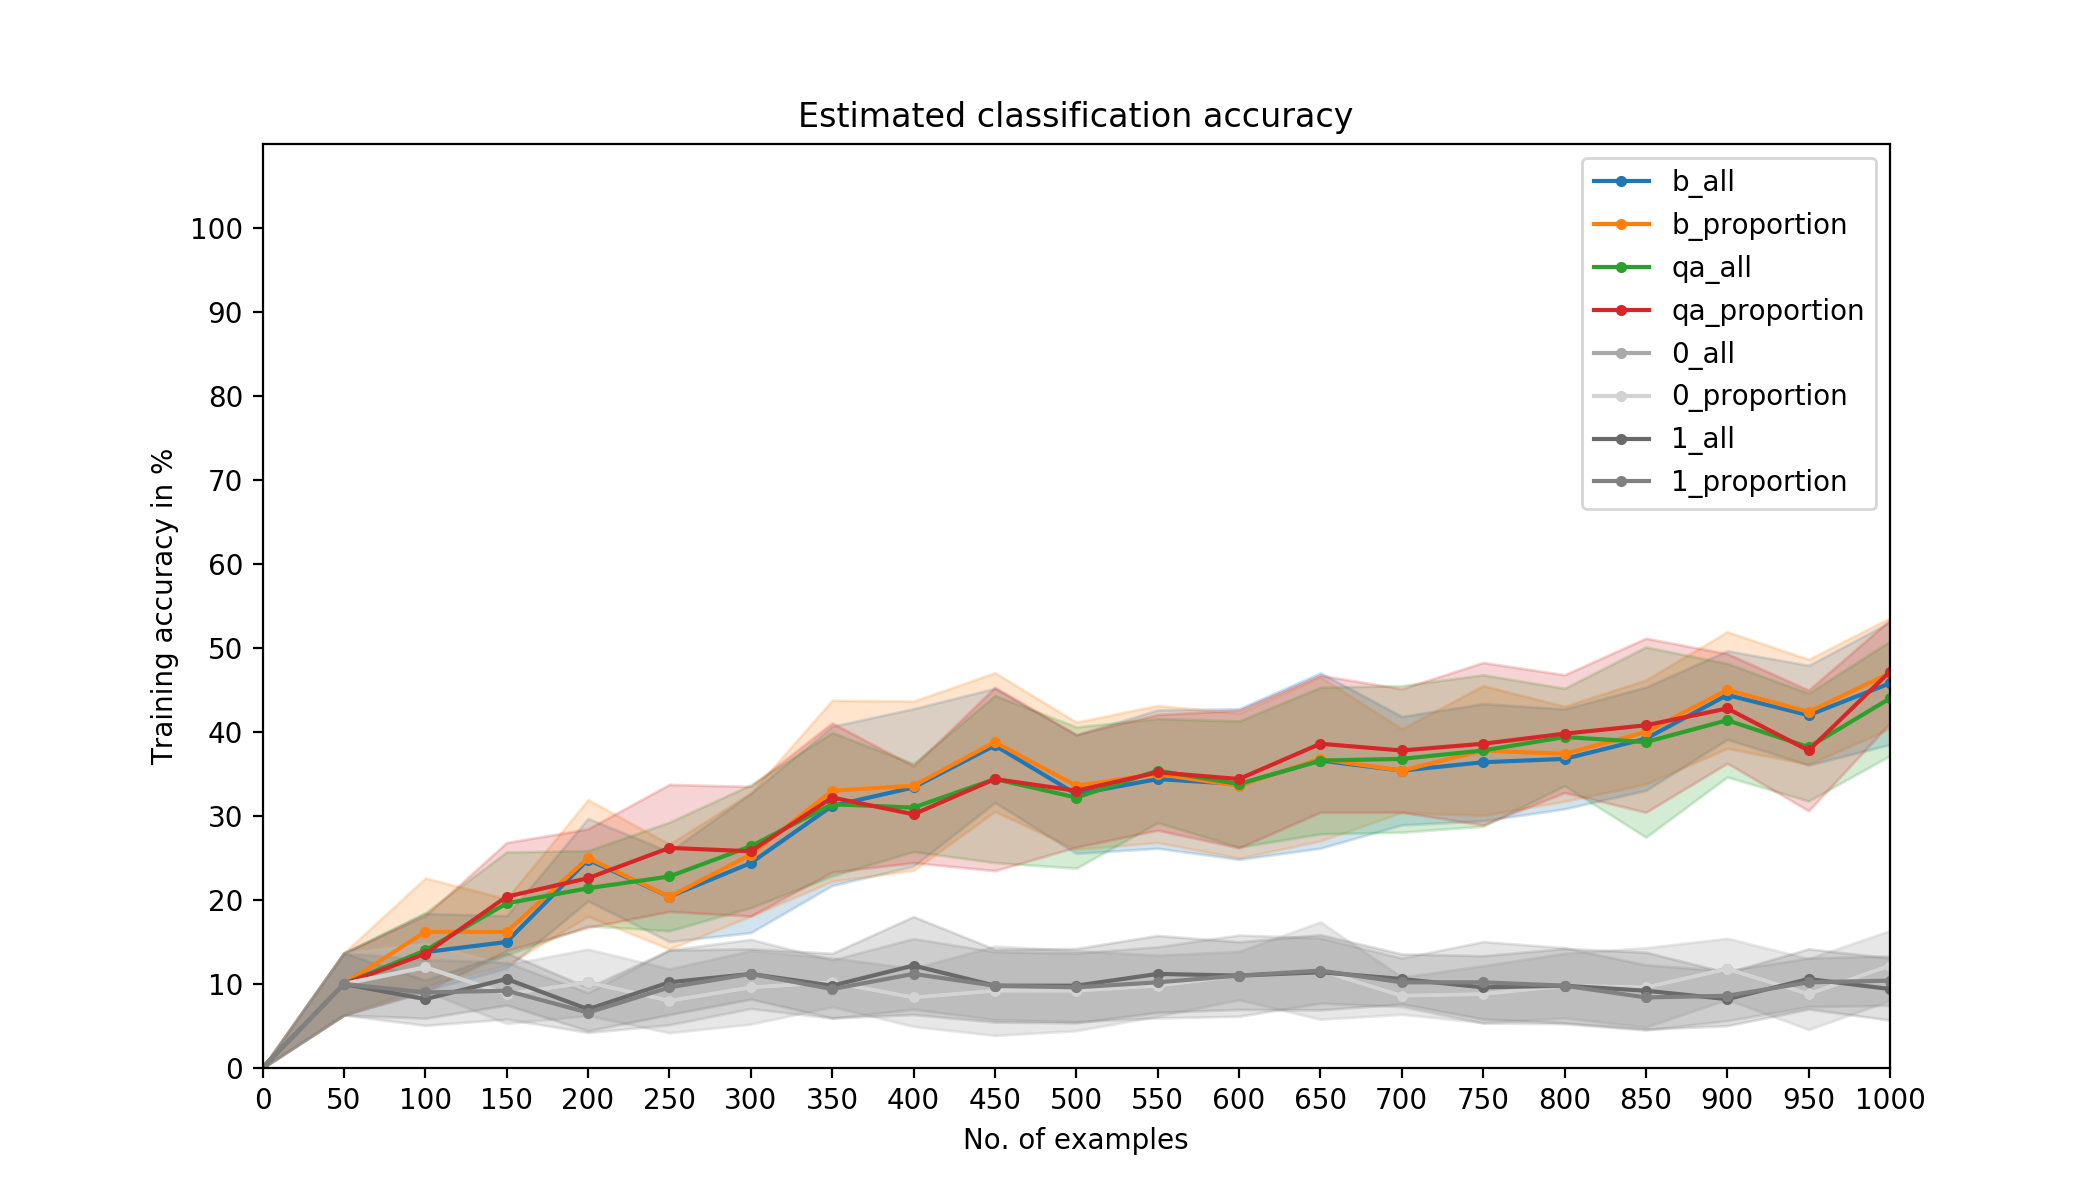 Estimated classification accuracy
b_all
b_proportion
qa_all
qa_proportion
0_all
0_proportion
1_all
1_proportion
100
90
80
70
60
50
40
30
20
10
0
Training accuracy in %
0 50 100 150 200 250 300 350 400 450 500 550 600 650 700 750 800 850 900 950 1000
No. of examples